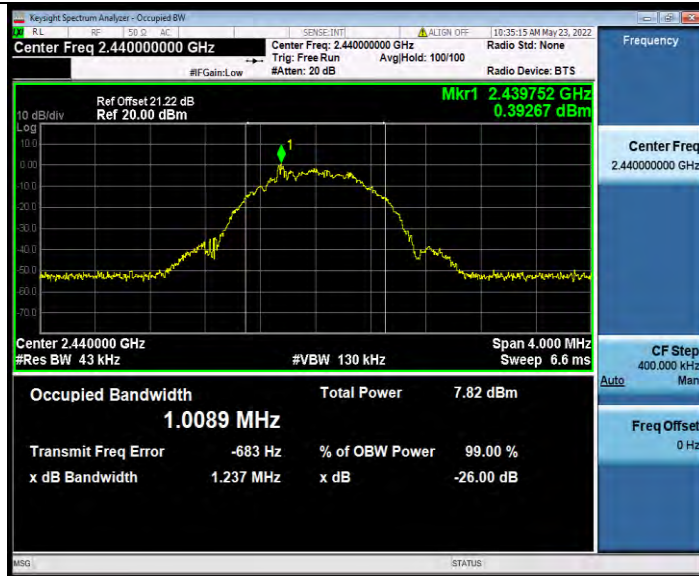 Keysight Spectrum Analyzer - Occupied BW
RL RF 50 Ω AC SENSE:INT ALIGN OFF 10:35:15 AM May 23, 2022
Center Freq 2.440000000 GHz
Center Freq: 2.440000000 GHz
Radio Std: None
Trig: Free Run Avg|Hold: 100/100
#IFGain:Low
#Atten: 20 dB
Radio Device: BTS
Frequency
Ref Offset 21.22 dB
10 dB/div Ref 20.00 dBm
Mkr1 2.439752 GHz
0.39267 dBm
Log
10.0
0.00
-10.0
-20.0
-30.0
-40.0
-50.0
-60.0
-70.0
1
Center 2.440000 GHz Span 4.000 MHz
#Res BW 43 kHz #VBW 130 kHz Sweep 6.6 ms
Occupied Bandwidth Total Power 7.82 dBm
1.0089 MHz
Transmit Freq Error -683 Hz % of OBW Power 99.00 %
x dB Bandwidth 1.237 MHz x dB -26.00 dB
Center Freq
2.440000000 GHz
CF Step
400.000 kHz
Auto Man
Freq Offset
0 Hz
MSG STATUS